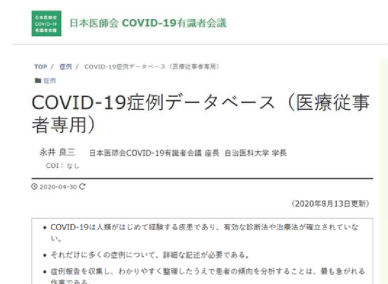 日本医師会
COVID-19
有識者会議
日本医師会 COVID-19有識者会議
TOP / 症例 / COVID-19症例データベース（医療従事者専用）
症例
COVID-19症例データベース（医療従事
者専用）
永井 良三 日本医師会COVID-19有識者会議 座長 自治医科大学 学長
COI：なし
2020-04-30
（2020年8月13日更新）
• COVID-19は人類がはじめて経験する疾患であり、有効な診断法や治療法が確立されていな
い。
• それだけに多くの症例について、詳細な記述が必要である。
• 症例報告を収集し、わかりやすく整理したうえで患者の傾向を分析することは、最も急がれる
作業である。